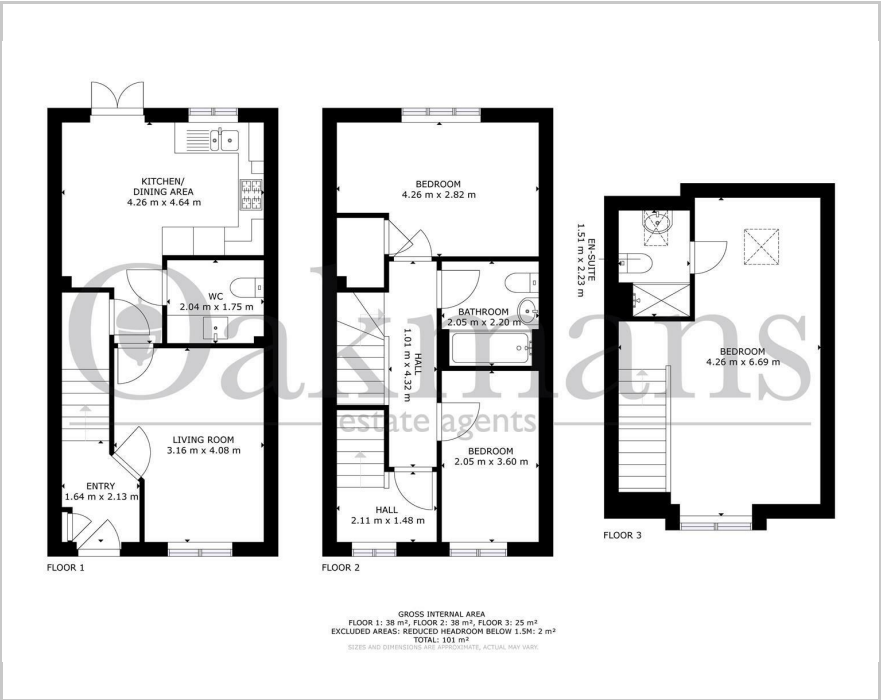 KITCHEN/
DINING AREA
4.26 m x 4.64 m
WC
2.04 m x 1.75 m
LIVING ROOM
3.16 m x 4.08 m
ENTRY
1.64 m x 2.13 m
FLOOR 1
BEDROOM
4.26 m x 2.82 m
BATHROOM
2.05 m x 2.20 m
HALL
1.01 m x 4.32 m
BEDROOM
2.05 m x 3.60 m
HALL
2.11 m x 1.48 m
FLOOR 2
EN-SUITE
1.51 m x 2.23 m
BEDROOM
4.26 m x 6.69 m
FLOOR 3
Oakmans
estate agents
GROSS INTERNAL AREA
FLOOR 1: 38 m², FLOOR 2: 38 m², FLOOR 3: 25 m²
EXCLUDED AREAS: REDUCED HEADROOM BELOW 1.5M: 2 m²
TOTAL: 101 m²
SIZES AND DIMENSIONS ARE APPROXIMATE, ACTUAL MAY VARY.